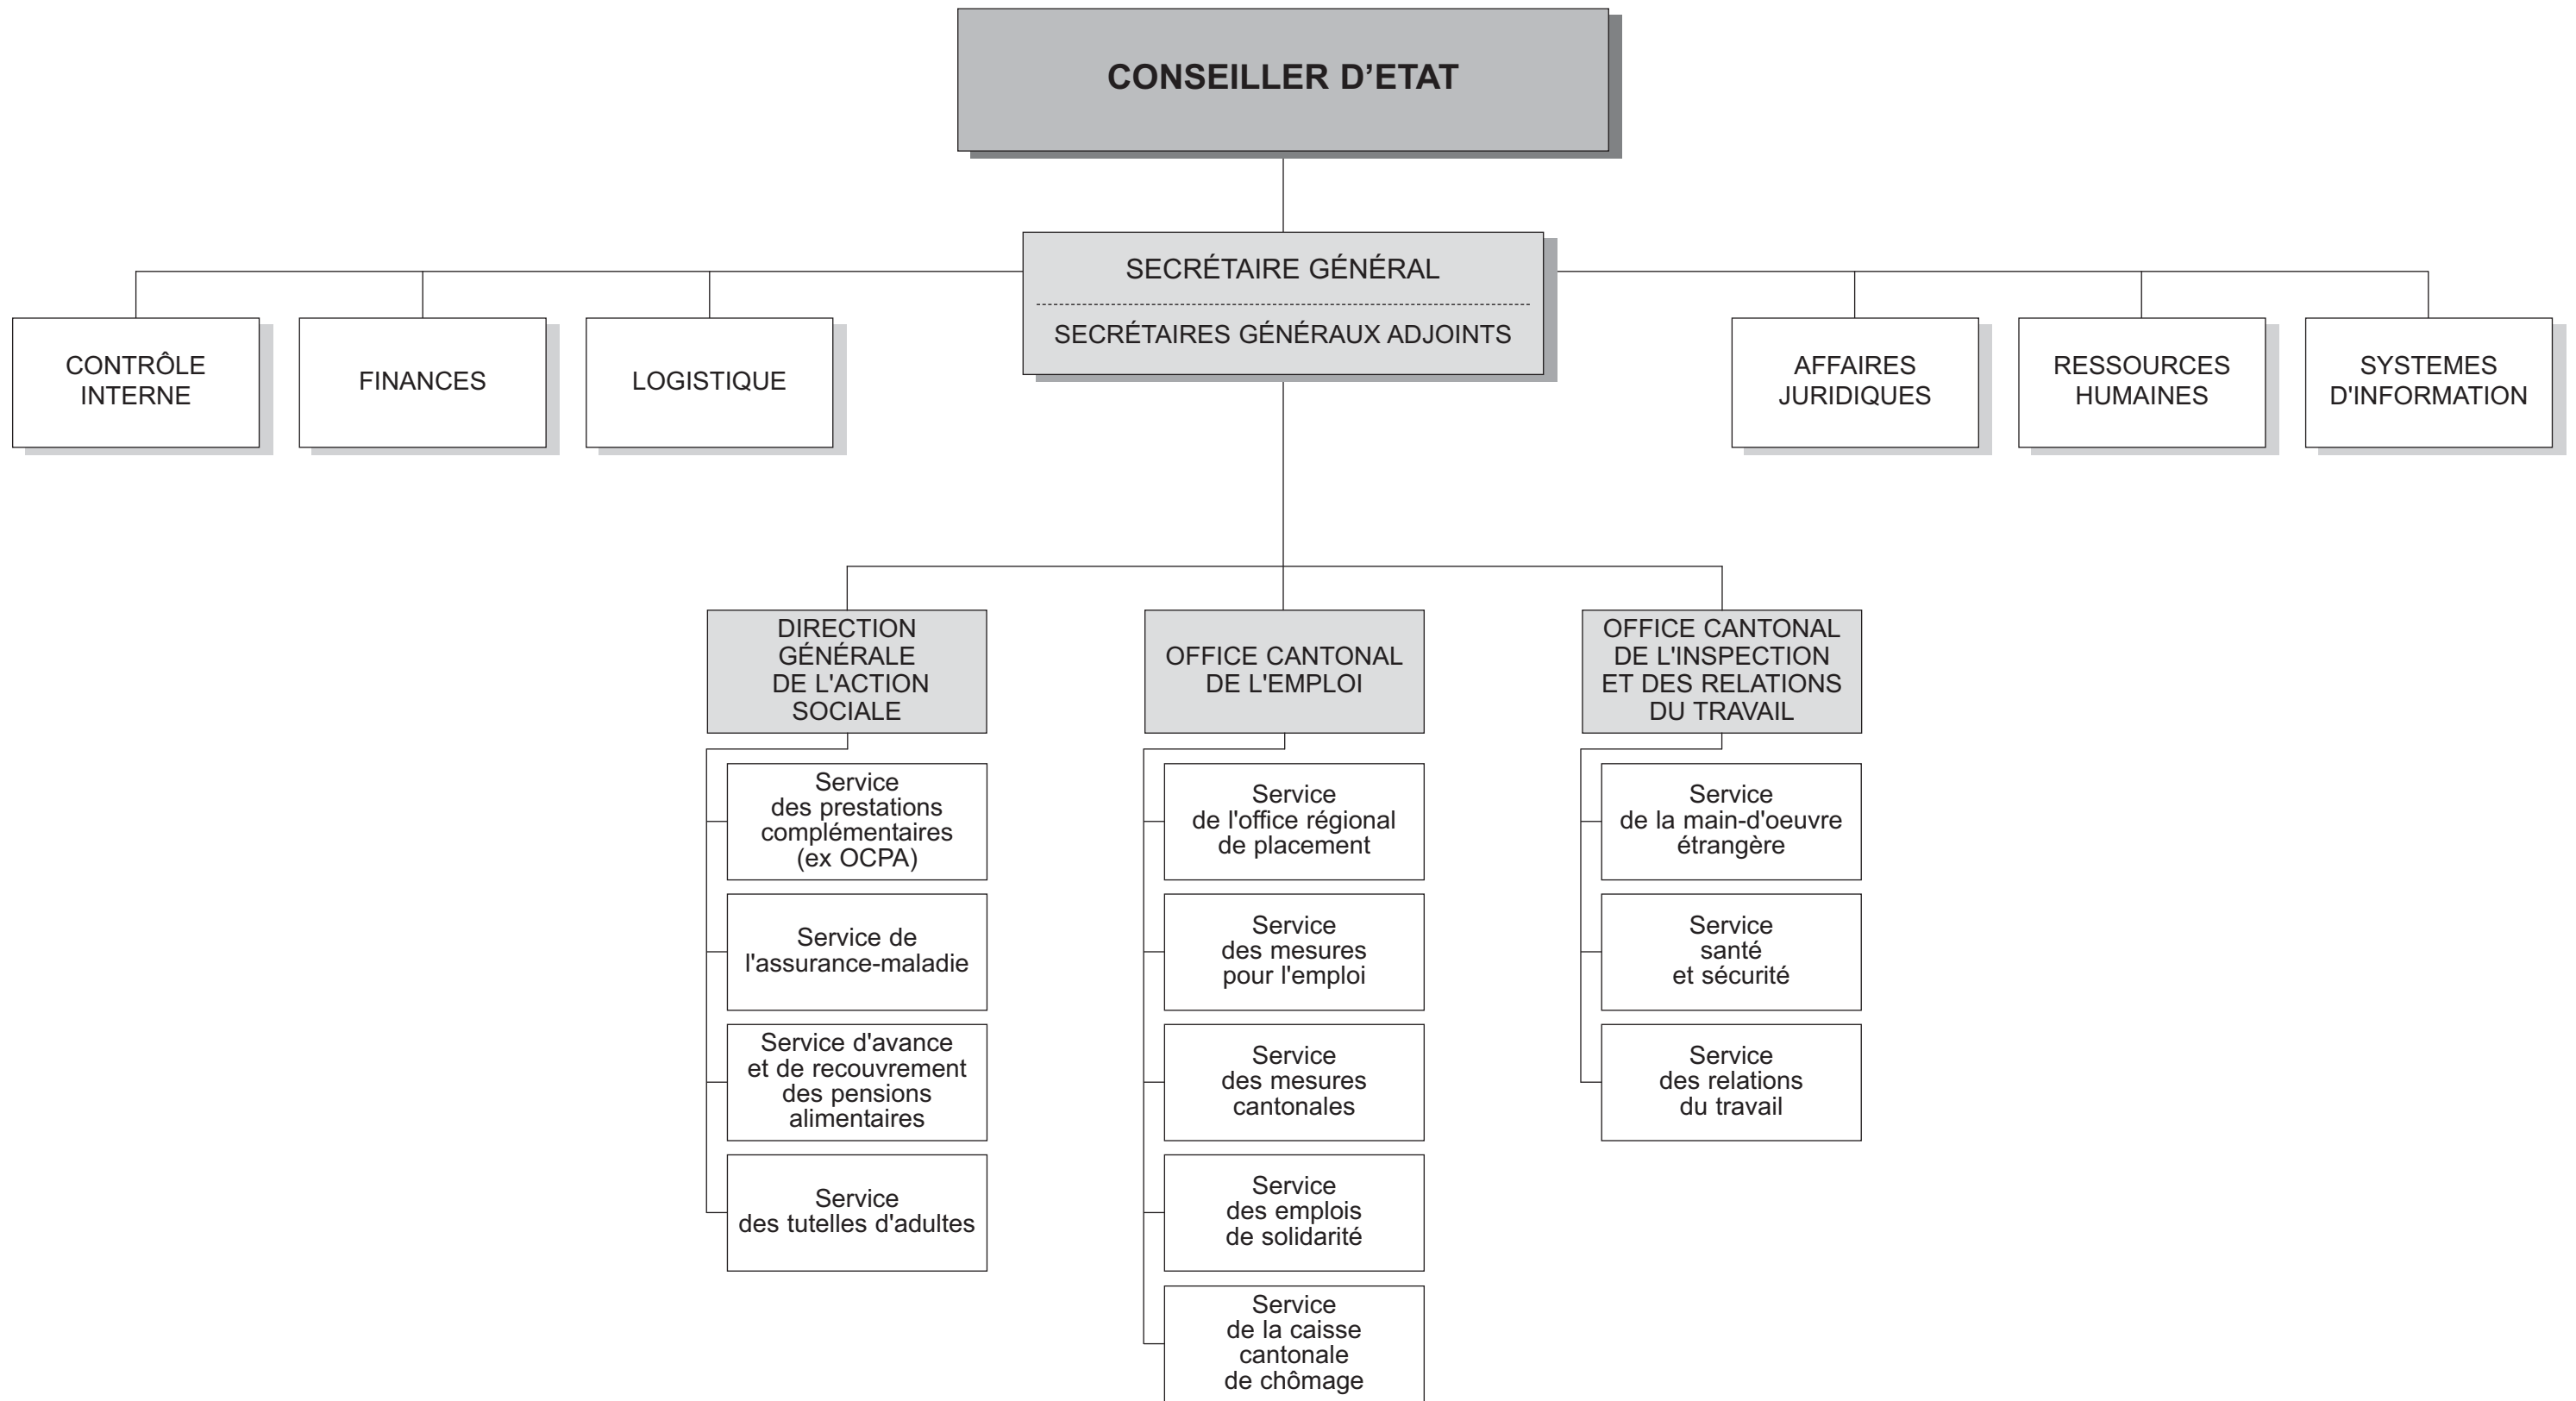 CONSEILLER D’ETAT
SECRÉTAIRE GÉNÉRAL
SECRÉTAIRES GÉNÉRAUX ADJOINTS
CONTRÔLE
INTERNE
FINANCES
LOGISTIQUE
AFFAIRES
JURIDIQUES
RESSOURCES
HUMAINES
SYSTEMES
D'INFORMATION
DIRECTION
GÉNÉRALE
DE L'ACTION
SOCIALE
Service
des prestations
complémentaires
(ex OCPA)
Service de
l'assurance-maladie
Service d'avance
et de recouvrement
des pensions
alimentaires
Service
des tutelles d'adultes
OFFICE CANTONAL
DE L'EMPLOI
Service
de l'office régional
de placement
Service
des mesures
pour l'emploi
Service
des mesures
cantonales
Service
des emplois
de solidarité
Service
de la caisse
cantonale
de chômage
OFFICE CANTONAL
DE L'INSPECTION
ET DES RELATIONS
DU TRAVAIL
Service
de la main-d'oeuvre
étrangère
Service
santé
et sécurité
Service
des relations
du travail